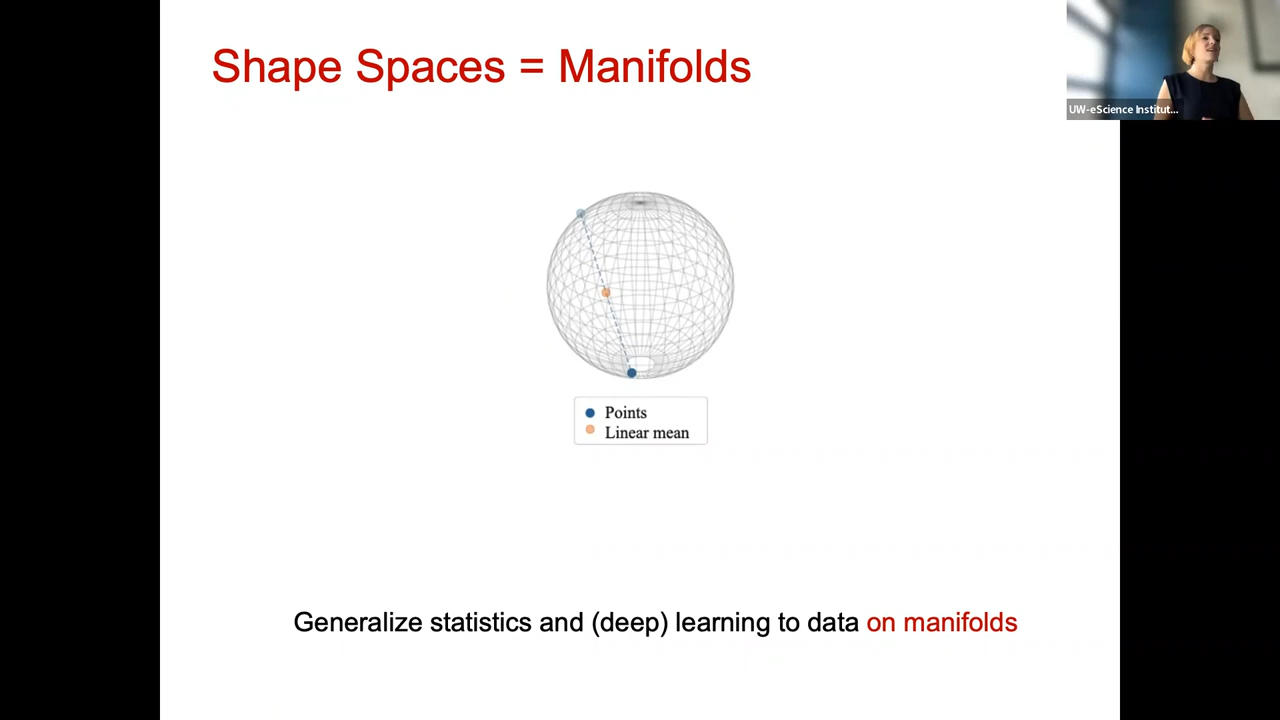 Shape Spaces = Manifolds
UW-eScience Institut...
Points
Linear mean
Generalize statistics and (deep) learning to data on manifolds